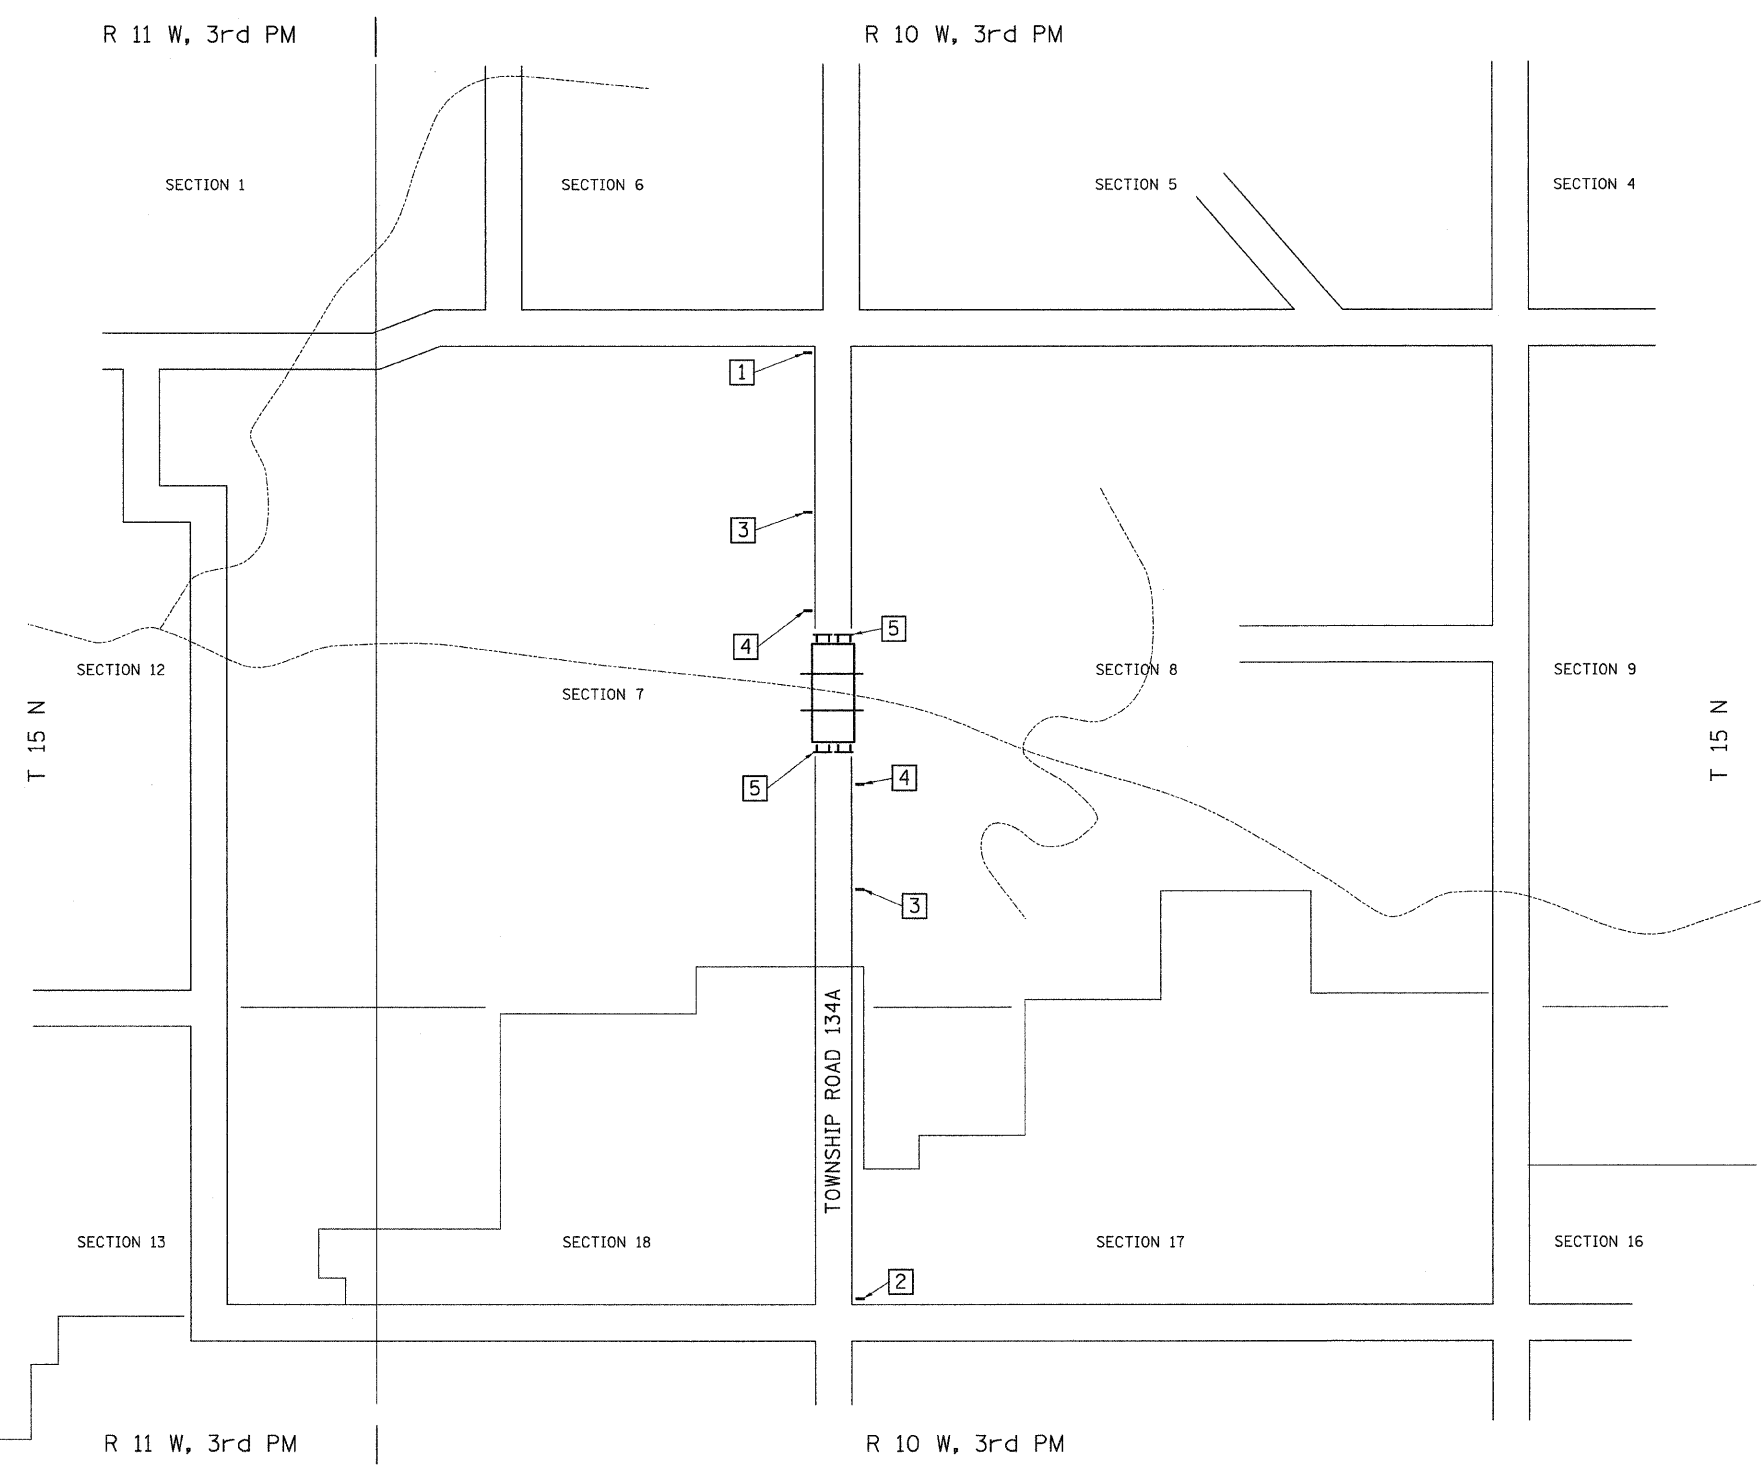 R 11 W, 3rd PM
R 10 W, 3rd PM
SECTION 1
SECTION 6
SECTION 5
SECTION 4
1
3
4
5
SECTION 12
SECTION 7
SECTION 8
SECTION 9
T 15 N
T 15 N
5
4
3
TOWNSHIP ROAD 134A
SECTION 13
SECTION 18
SECTION 17
SECTION 16
2
R 11 W, 3rd PM
R 10 W, 3rd PM